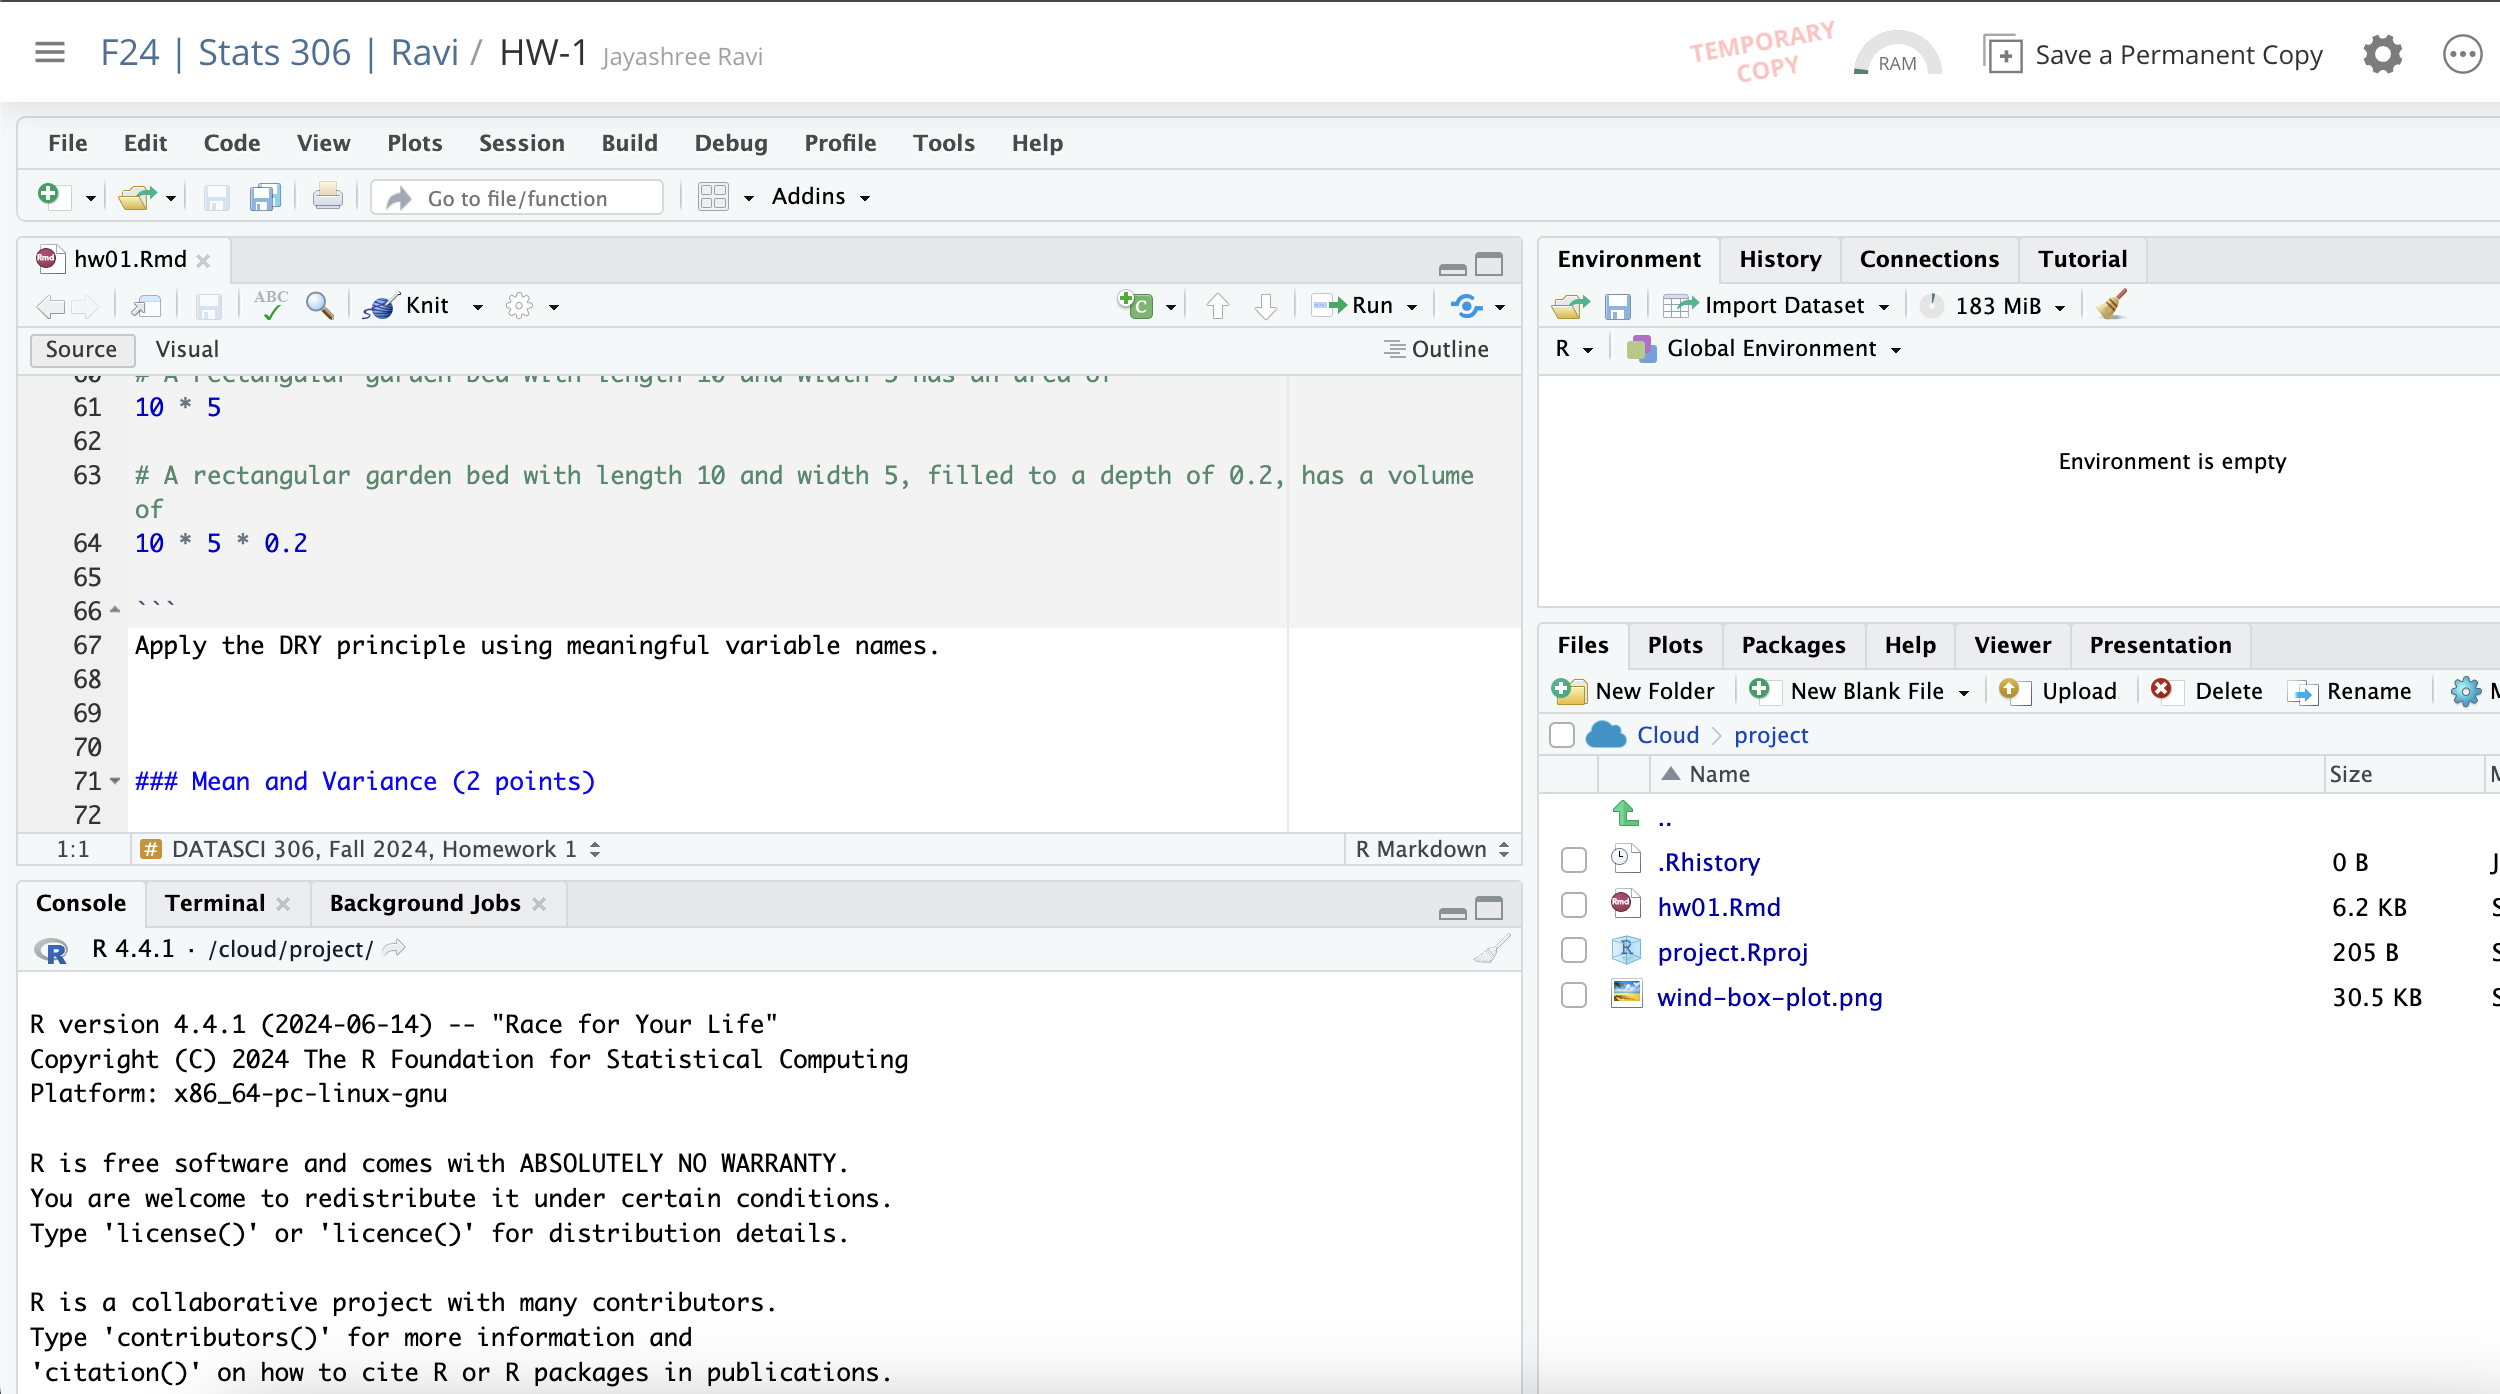 F24 | Stats 306 | Ravi / HW-1 Jayashree Ravi
TEMPORARY
COPY
RAM
Save a Permanent Copy
File Edit Code View Plots Session Build Debug Profile Tools Help
Go to file/function
Addins
hw01.Rmd
ABC
Knit
Run
Source Visual
Outline
60 # A rectangular garden bed with length 10 and width 5 has an area of
61 10 * 5
62
63 # A rectangular garden bed with length 10 and width 5, filled to a depth of 0.2, has a volume
of
64 10 * 5 * 0.2
65
66 ```
67 Apply the DRY principle using meaningful variable names.
68
69
70
71 ### Mean and Variance (2 points)
72
1:1 # DATASCI 306, Fall 2024, Homework 1
R Markdown
Console Terminal Background Jobs
R 4.4.1 · /cloud/project/
R version 4.4.1 (2024-06-14) -- "Race for Your Life"
Copyright (C) 2024 The R Foundation for Statistical Computing
Platform: x86_64-pc-linux-gnu
R is free software and comes with ABSOLUTELY NO WARRANTY.
You are welcome to redistribute it under certain conditions.
Type 'license()' or 'licence()' for distribution details.
R is a collaborative project with many contributors.
Type 'contributors()' for more information and
'citation()' on how to cite R or R packages in publications.
Environment History Connections Tutorial
Import Dataset 183 MiB
R Global Environment
Environment is empty
Files Plots Packages Help Viewer Presentation
New Folder New Blank File Upload Delete Rename
Cloud project
Name Size
..
.Rhistory 0 B
hw01.Rmd 6.2 KB
project.Rproj 205 B
wind-box-plot.png 30.5 KB